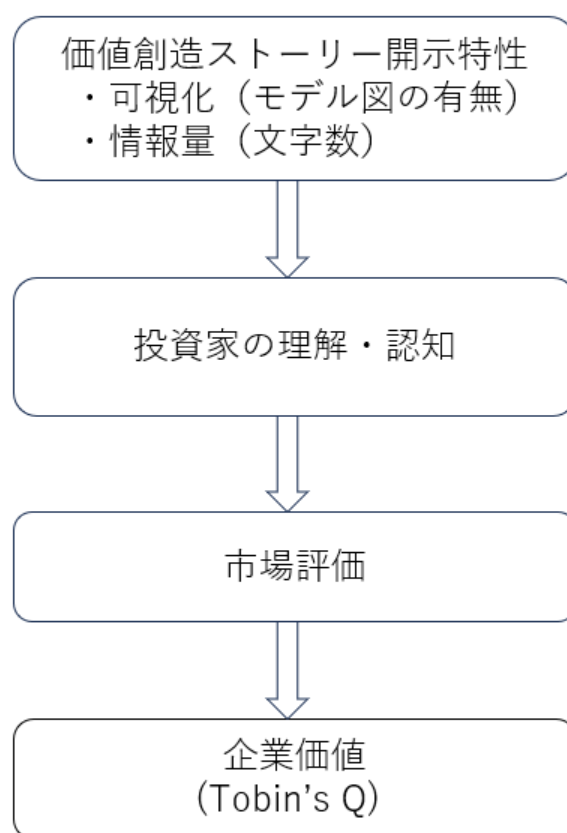 価値創造ストーリー開示特性
・可視化（モデル図の有無）
・情報量（文字数）
投資家の理解・認知
市場評価
企業価値
(Tobin's Q)